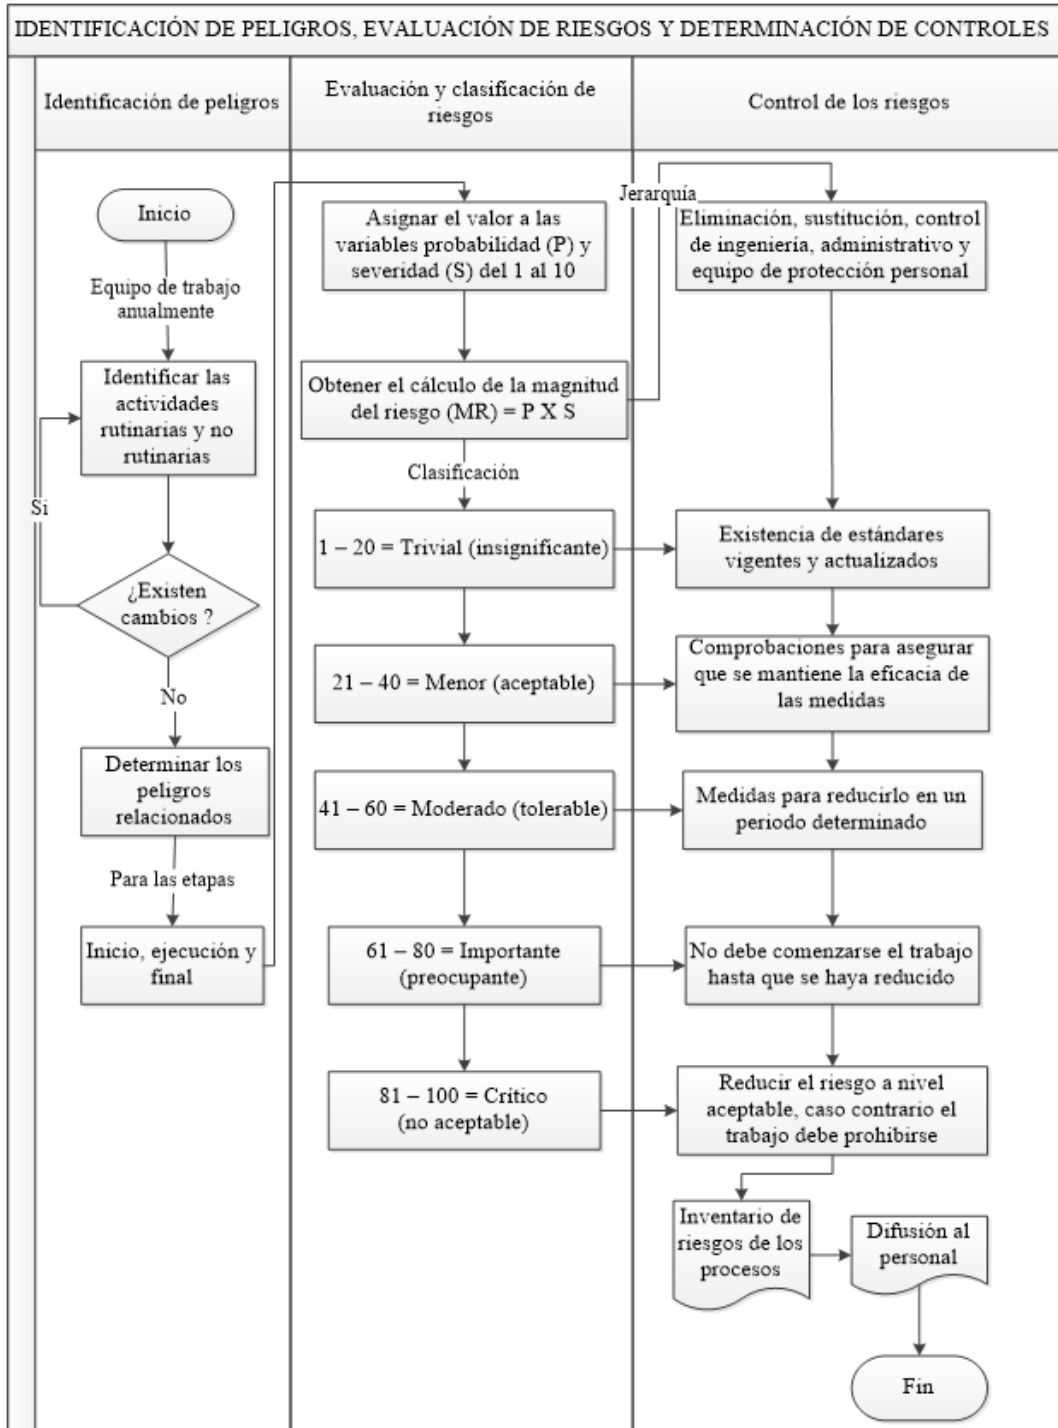 IDENTIFICACIÓN DE PELIGROS, EVALUACIÓN DE RIESGOS Y DETERMINACIÓN DE CONTROLES
Identificación de peligros
Evaluación y clasificación de
riesgos
Control de los riesgos
Inicio
Equipo de trabajo
anualmente
Identificar las
actividades
rutinarias y no
rutinarias
Si
¿Existen
cambios ?
No
Determinar los
peligros
relacionados
Para las etapas
Inicio, ejecución y
final
Asignar el valor a las
variables probabilidad (P) y
severidad (S) del 1 al 10
Obtener el cálculo de la magnitud
del riesgo (MR) = P X S
Clasificación
1 – 20 = Trivial (insignificante)
21 – 40 = Menor (aceptable)
41 – 60 = Moderado (tolerable)
61 – 80 = Importante
(preocupante)
81 – 100 = Crítico
(no aceptable)
Jerarquía
Eliminación, sustitución, control
de ingeniería, administrativo y
equipo de protección personal
Existencia de estándares
vigentes y actualizados
Comprobaciones para asegurar
que se mantiene la eficacia de
las medidas
Medidas para reducirlo en un
periodo determinado
No debe comenzarse el trabajo
hasta que se haya reducido
Reducir el riesgo a nivel
aceptable, caso contrario el
trabajo debe prohibirse
Inventario de
riesgos de los
procesos
Difusión al
personal
Fin